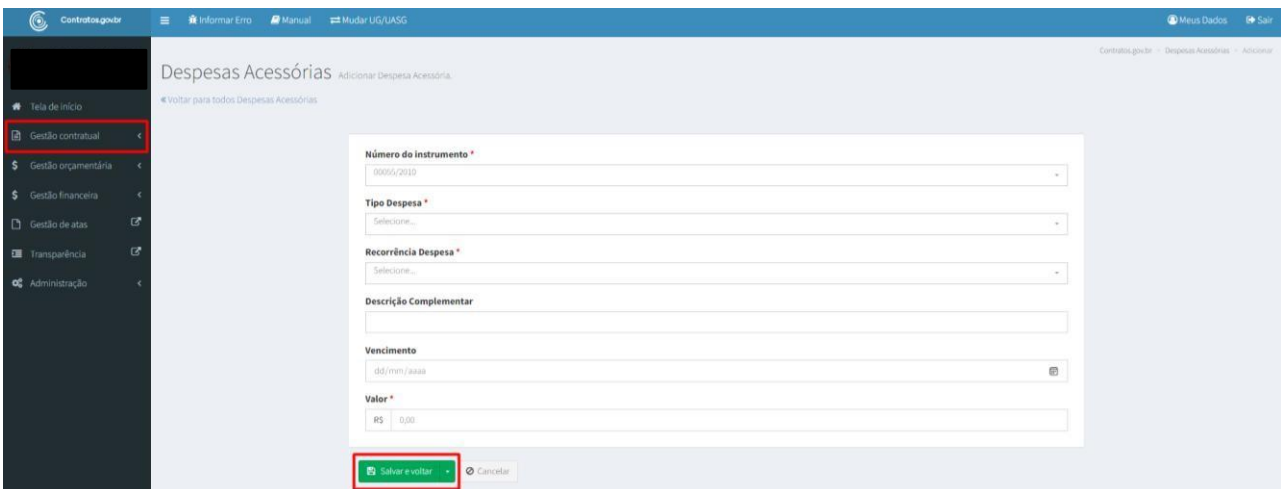 Contratos.gov.br
Informar Erro Manual Mudar UG/UASG
Meus Dados Sair
Contratos.gov.br > Despesas Acessórias > Adicionar
Despesas Acessórias Adicionar Despesa Acessória.
Voltar para todos Despesas Acessórias
Tela de início
Gestão contratual
Gestão orçamentária
Gestão financeira
Gestão de atas
Transparência
Administração
Número do instrumento *
00055/2010
Tipo Despesa *
Selecione...
Recorrência Despesa *
Selecione...
Descrição Complementar
Vencimento
dd/mm/aaaa
Valor *
R$ 0,00
Salvar e voltar
Cancelar